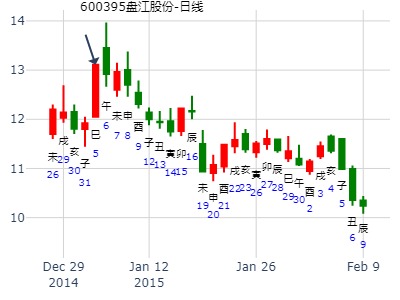 600395盘江股份-日线
14
13
12
11
10
未
26
戌
29
亥
30
子
31
巳
5
午
6
未
7
申
8
酉
9
子
12
丑
13
寅
14
卯
15
辰
16
未
19
申
20
酉
21
戌
22
亥
23
寅
26
卯
27
辰
28
巳
29
午
30
酉
2
戌
3
亥
4
子
5
丑
6
辰
9
Dec 29
2014
Jan 12
2015
Jan 26
Feb 9